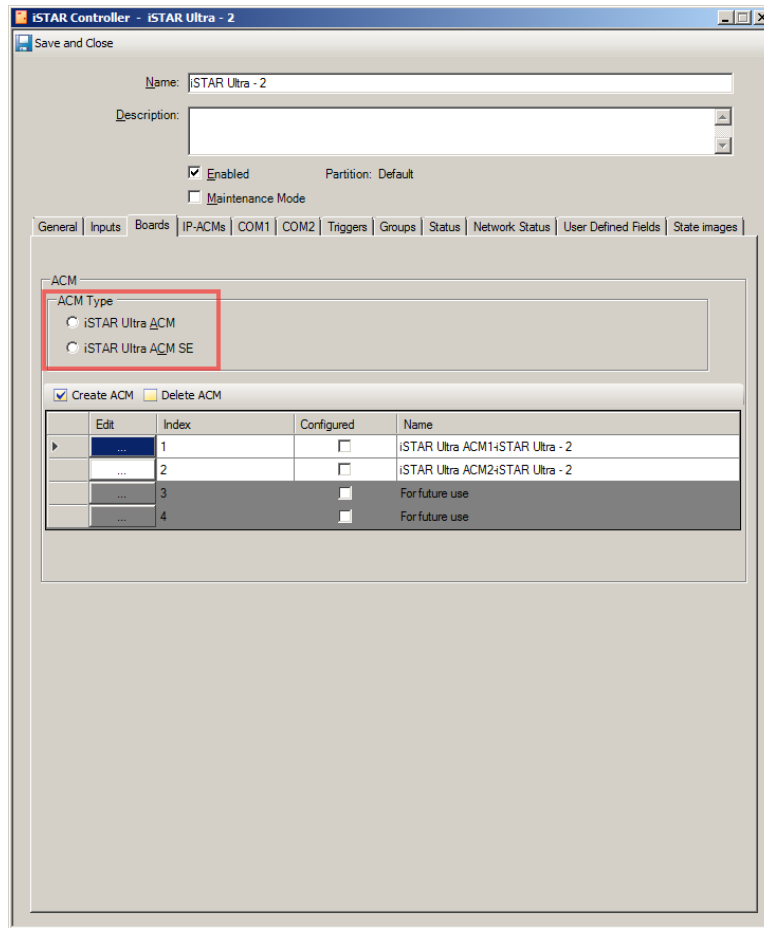 iSTAR Controller - iSTAR Ultra - 2
Save and Close
Name: iSTAR Ultra - 2
Description:
Enabled Partition: Default
Maintenance Mode
General Inputs Boards IP-ACMs COM1 COM2 Triggers Groups Status Network Status User Defined Fields State images
ACM
ACM Type
iSTAR Ultra ACM
iSTAR Ultra ACM SE
Create ACM Delete ACM
Edit Index Configured Name
... 1 iSTAR Ultra ACM1-iSTAR Ultra - 2
... 2 iSTAR Ultra ACM2-iSTAR Ultra - 2
... 3 For future use
... 4 For future use